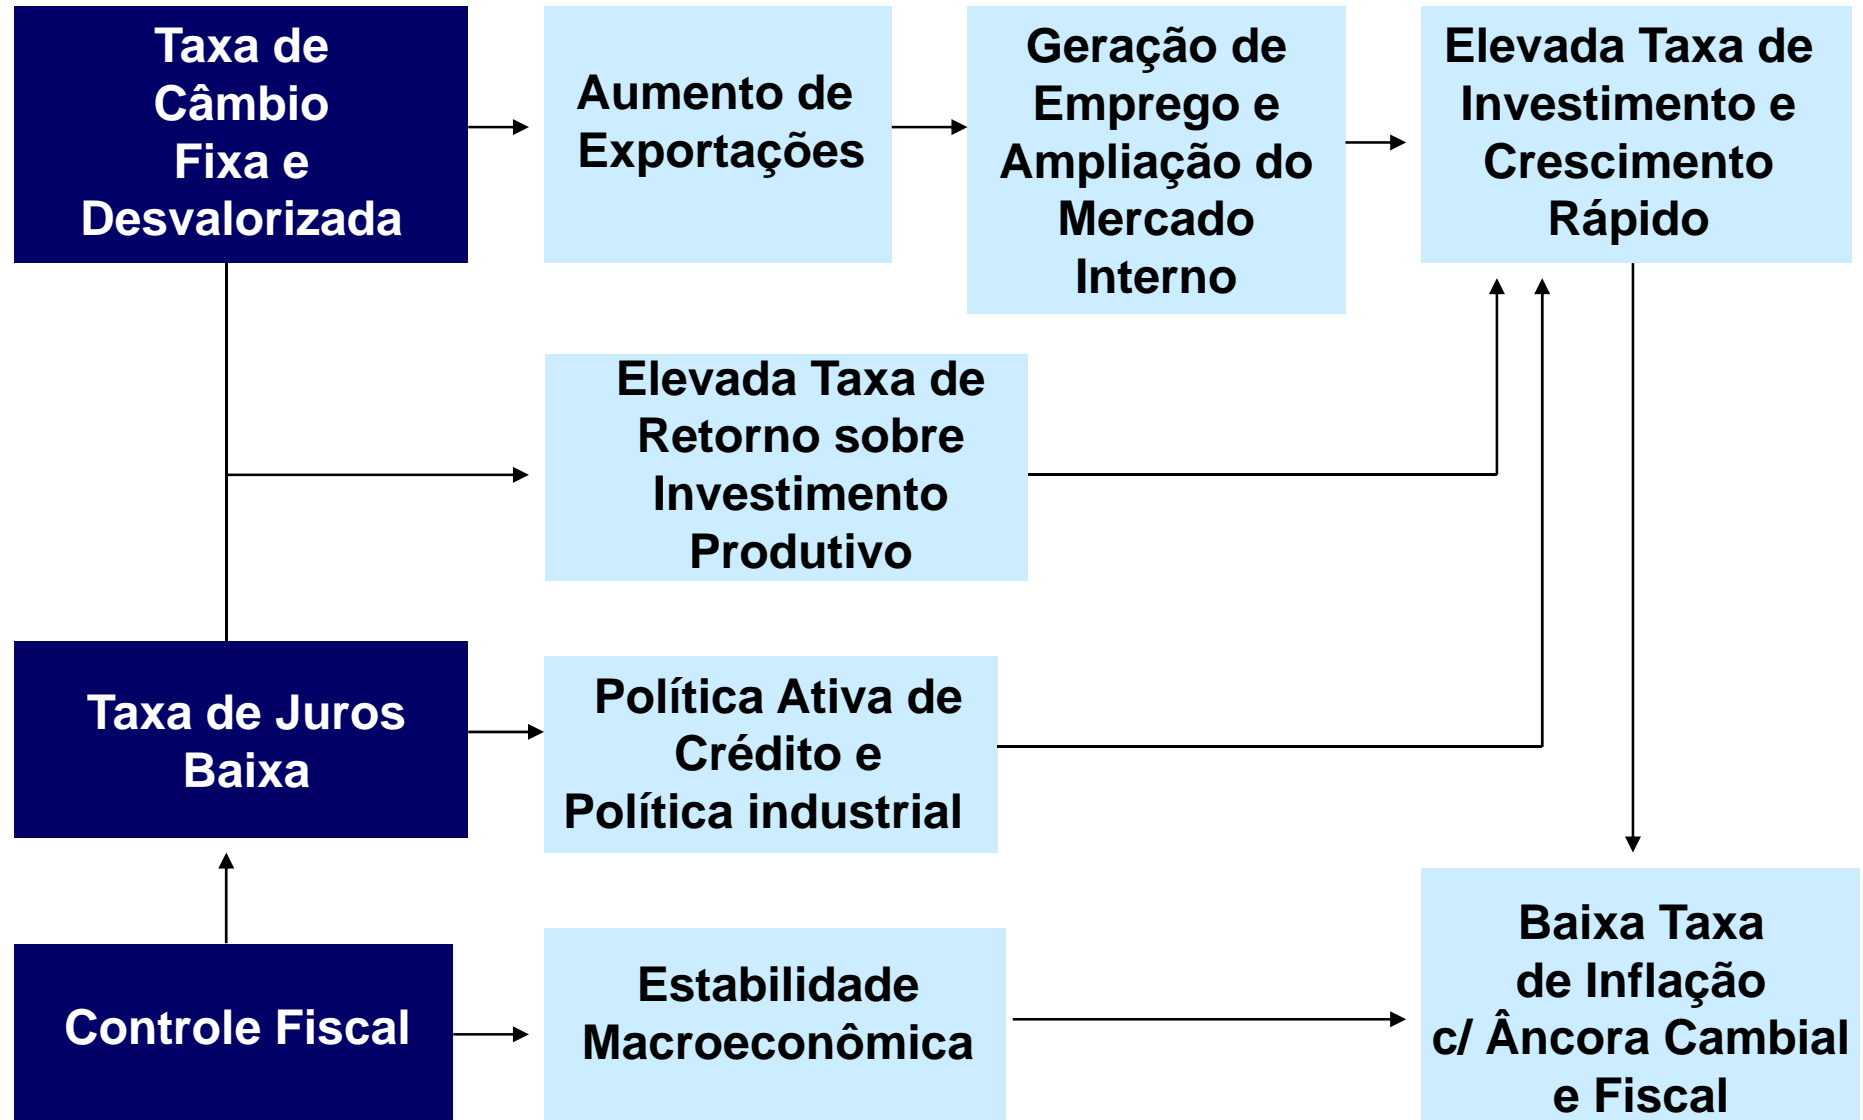 Taxa de
Câmbio
Fixa e
Desvalorizada
Aumento de
Exportações
Geração de
Emprego e
Ampliação do
Mercado
Interno
Elevada Taxa de
Investimento e
Crescimento
Rápido
Elevada Taxa de
Retorno sobre
Investimento
Produtivo
Taxa de Juros
Baixa
Política Ativa de
Crédito e
Política industrial
Controle Fiscal
Estabilidade
Macroeconômica
Baixa Taxa
de Inflação
c/ Âncora Cambial
e Fiscal